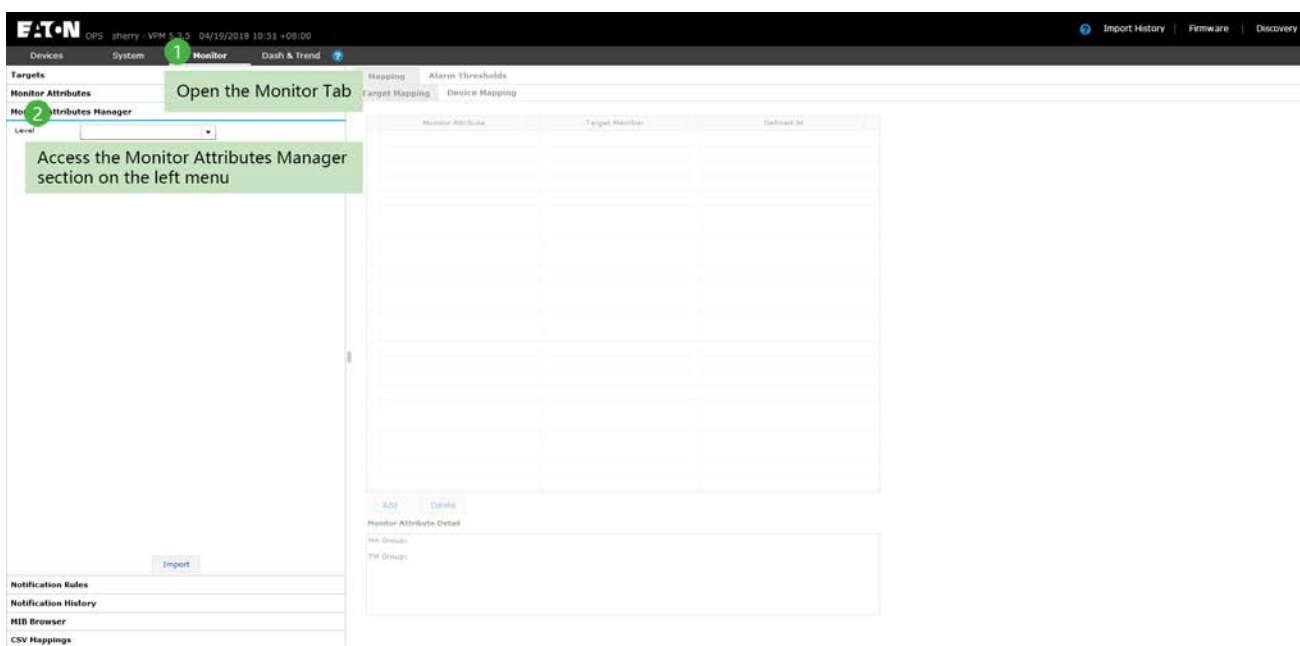 EATON OPS sherry - VPM 5.3.5 04/19/2018 10:51 +08:00
Import History | Firmware | Discovery
Devices System 1 Monitor Dash & Trend ?
Targets
Monitor Attributes
2
Attributes Manager
Level
Open the Monitor Tab
Access the Monitor Attributes Manager
section on the left menu
Mapping Alarm Thresholds
Target Mapping Device Mapping
Monitor Attribute Target Member Defined At
Add Delete
Monitor Attribute Detail
MA Group:
TM Group:
Import
Notification Rules
Notification History
MIB Browser
CSV Mappings